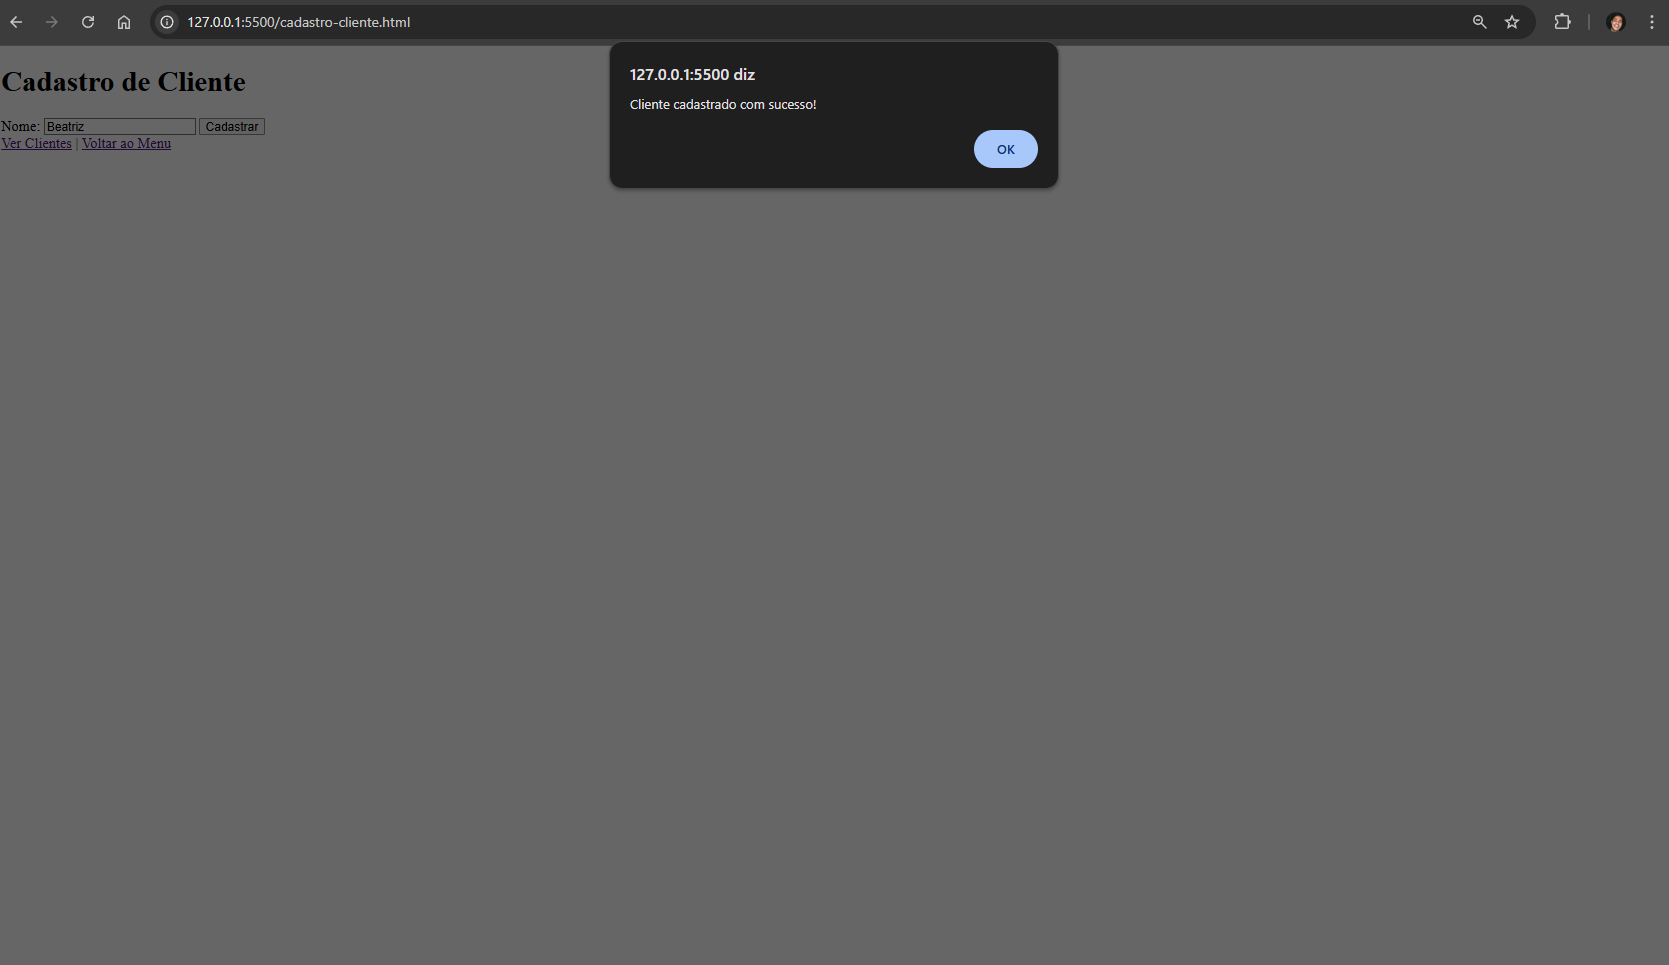 127.0.0.1:5500/cadastro-cliente.html
127.0.0.1:5500 diz
Cliente cadastrado com sucesso!
OK
Cadastro de Cliente
Nome: Beatriz Cadastrar
Ver Clientes | Voltar ao Menu